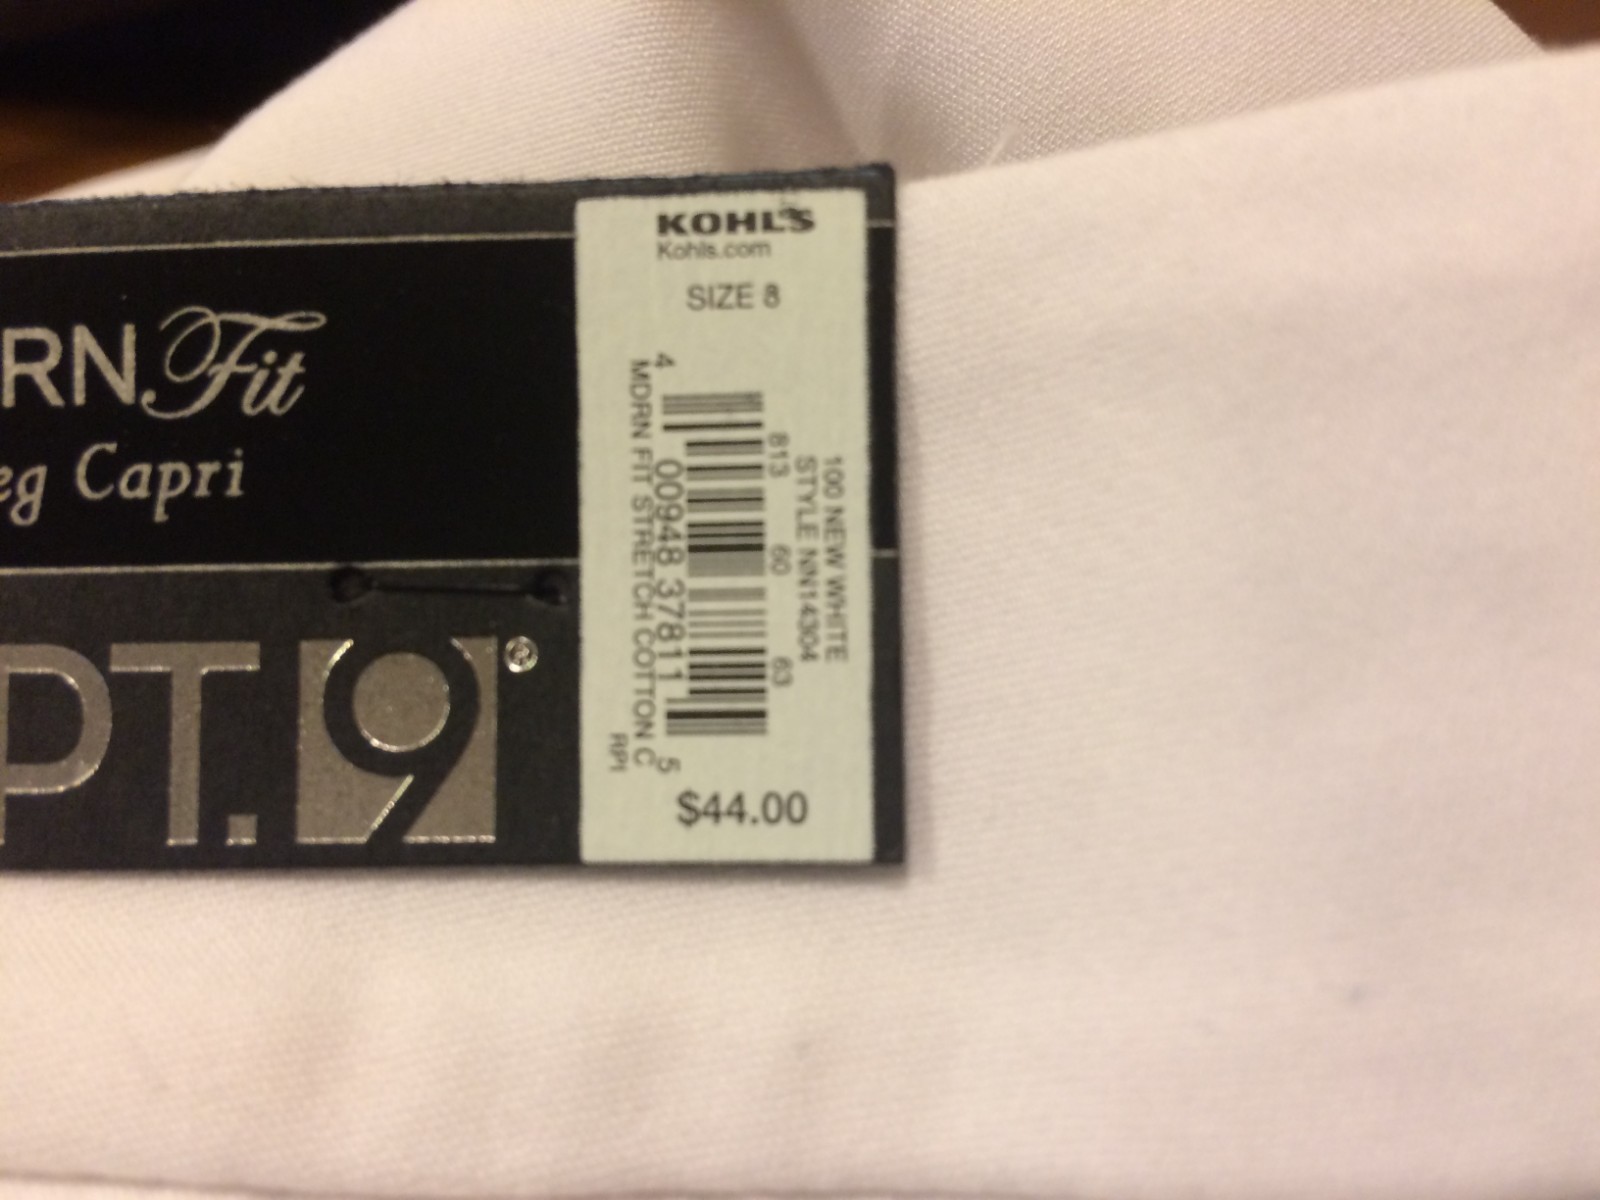 RN Fit
eg Capri
PT. 9®
KOHL'S
Kohls.com
SIZE 8
100 NEW WHITE
STYLE NN14304
813 60 63
4 00948 37811 5
MDRN FIT STRETCH COTTON C
RPI
$44.00